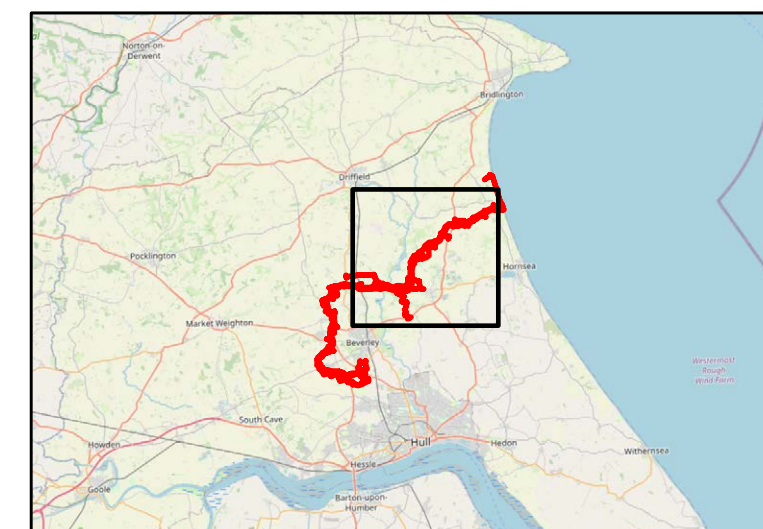 Norton-on-
Derwent
Bridlington
Driffield
Pocklington
Hornsea
Market Weighton
Beverley
Westermost
Rough
Wind Farm
South Cave
Howden
Hull
Hedon
Withernsea
Hessle
Goole
Barton-upon-
Humber